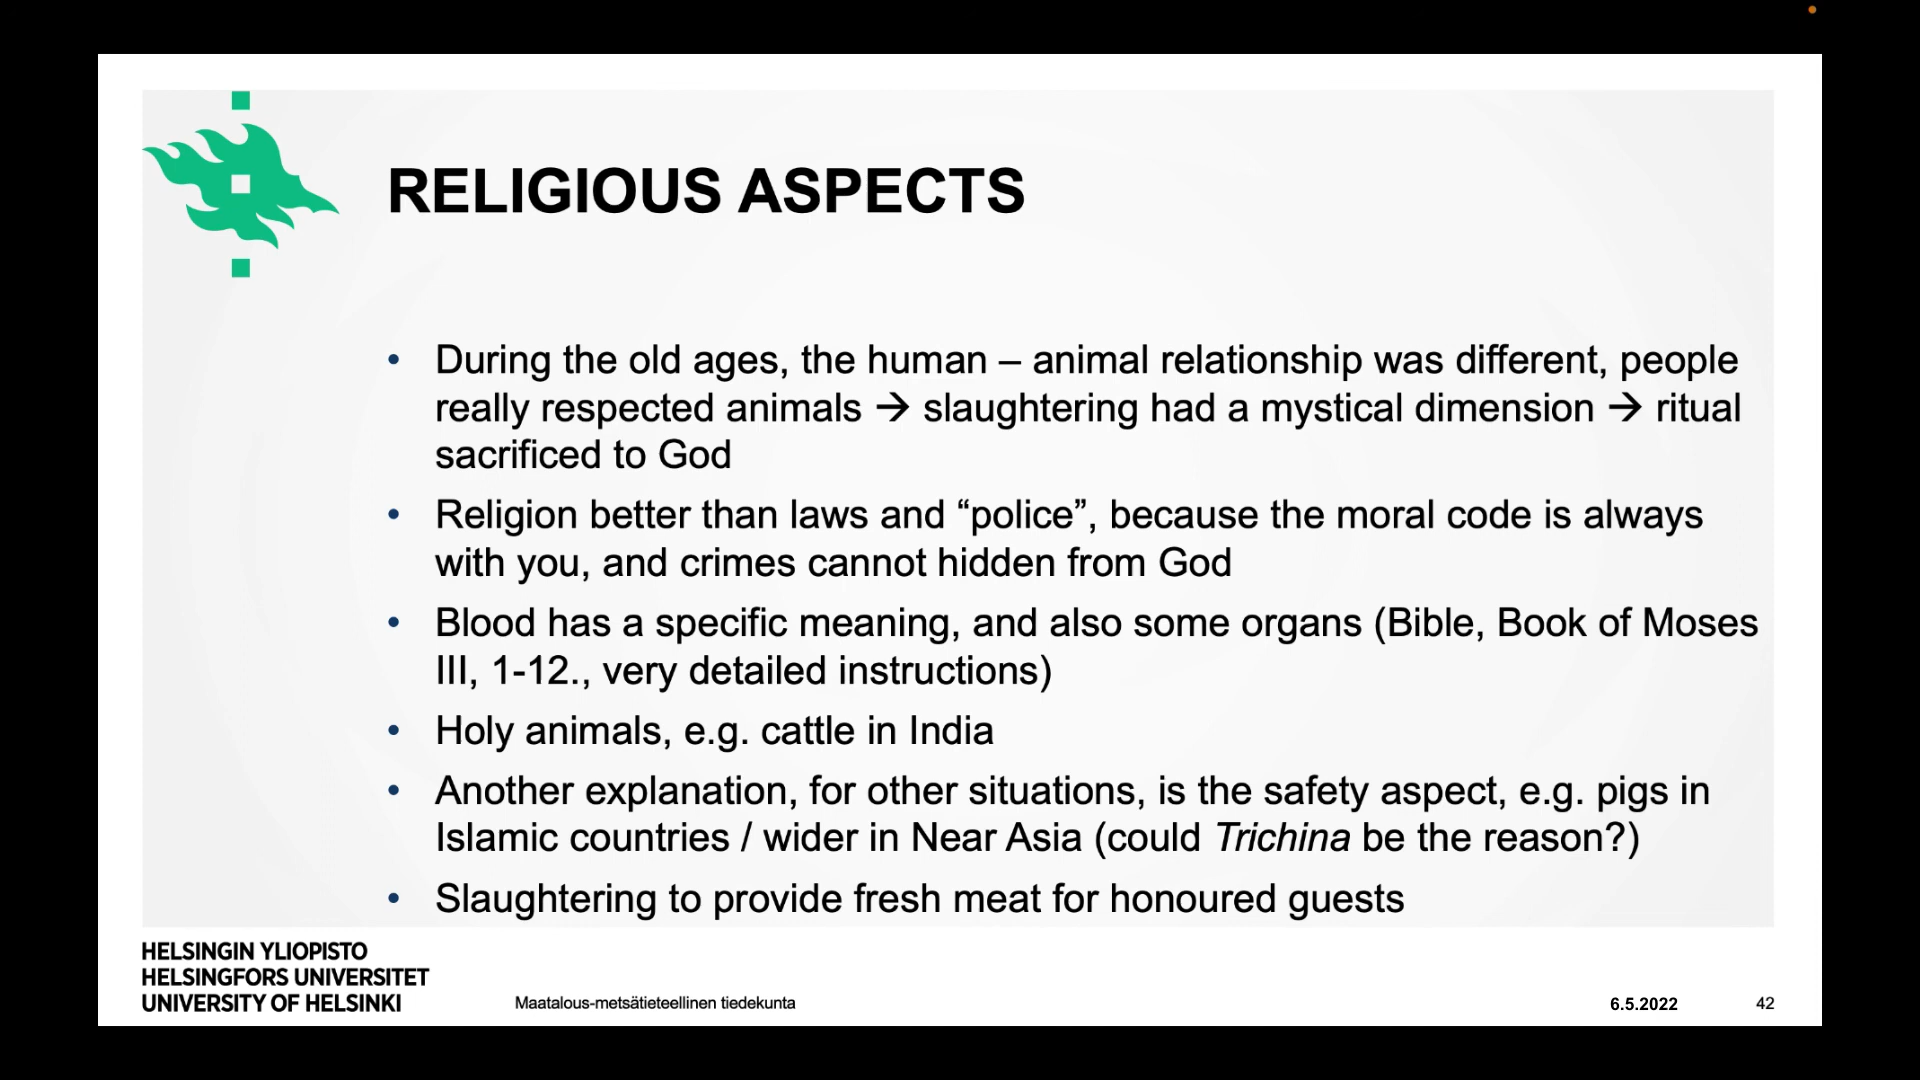 RELIGIOUS ASPECTS
• During the old ages, the human – animal relationship was different, people
really respected animals → slaughtering had a mystical dimension → ritual
sacrificed to God
• Religion better than laws and “police”, because the moral code is always
with you, and crimes cannot hidden from God
• Blood has a specific meaning, and also some organs (Bible, Book of Moses
III, 1-12., very detailed instructions)
• Holy animals, e.g. cattle in India
• Another explanation, for other situations, is the safety aspect, e.g. pigs in
Islamic countries / wider in Near Asia (could Trichina be the reason?)
• Slaughtering to provide fresh meat for honoured guests
HELSINGIN YLIOPISTO
HELSINGFORS UNIVERSITET
UNIVERSITY OF HELSINKI
Maatalous-metsätieteellinen tiedekunta
6.5.2022
42